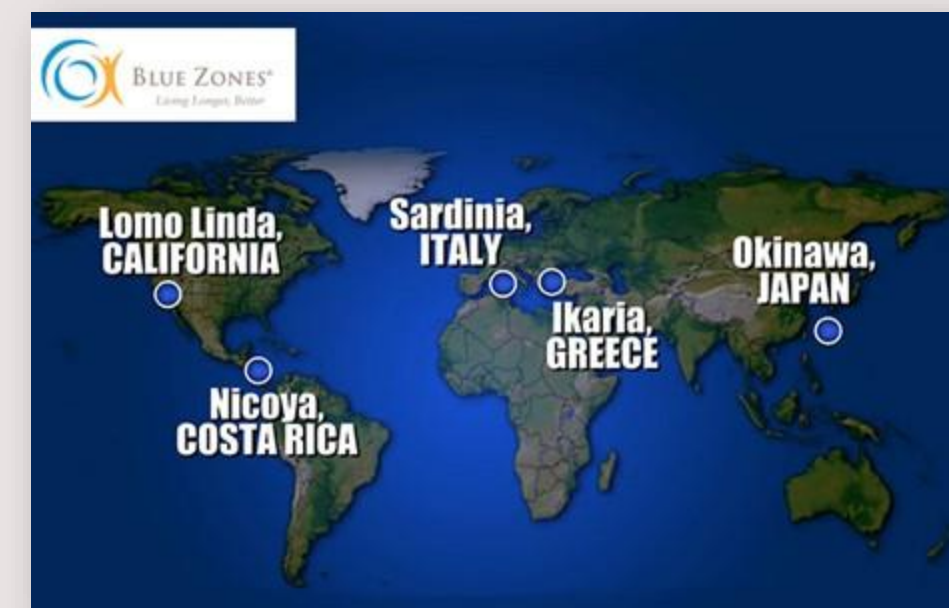 BLUE ZONES®
Living Longer, Better
Lomo Linda,
CALIFORNIA
Sardinia,
ITALY
Okinawa,
JAPAN
Ikaria,
GREECE
Nicoya,
COSTA RICA